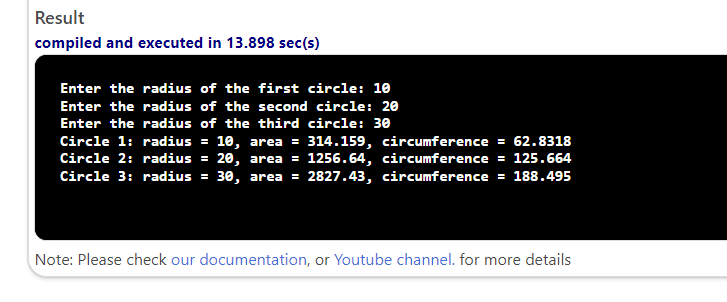 Result
compiled and executed in 13.898 sec(s)
Enter the radius of the first circle: 10
Enter the radius of the second circle: 20
Enter the radius of the third circle: 30
Circle 1: radius = 10, area = 314.159, circumference = 62.8318
Circle 2: radius = 20, area = 1256.64, circumference = 125.664
Circle 3: radius = 30, area = 2827.43, circumference = 188.495
Note: Please check our documentation, or Youtube channel. for more details